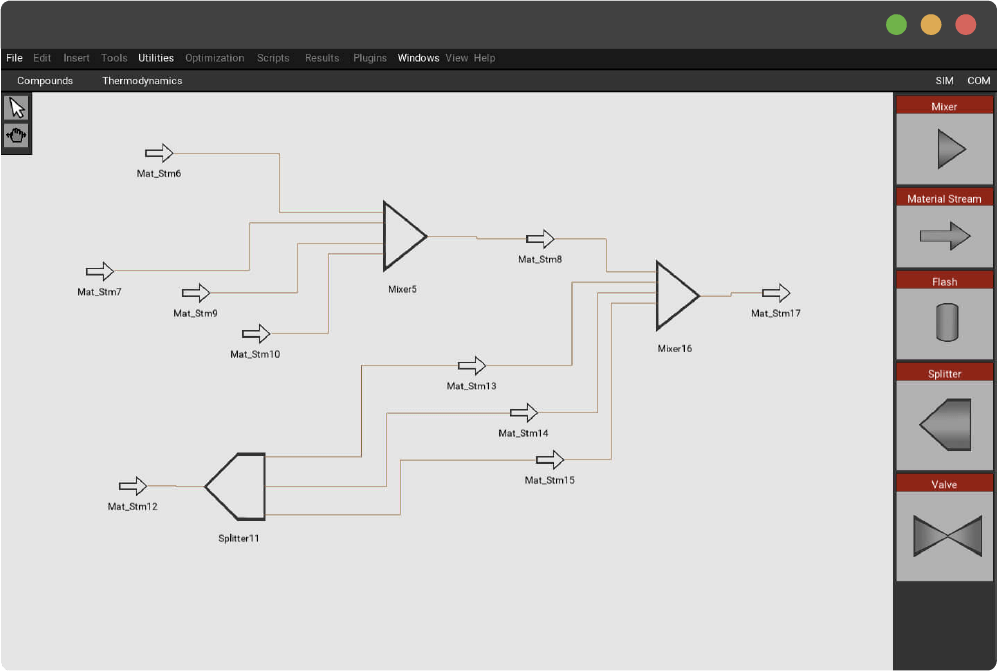 File Edit Insert Tools Utilities Optimization Scripts Results Plugins Windows View Help
Compounds Thermodynamics SIM COM
Mixer
Material Stream
Flash
Splitter
Valve
Mat_Stm6
Mat_Stm7
Mat_Stm9
Mat_Stm10
Mixer5
Mat_Stm8
Mat_Stm17
Mixer16
Mat_Stm13
Mat_Stm14
Mat_Stm15
Mat_Stm12
Splitter11